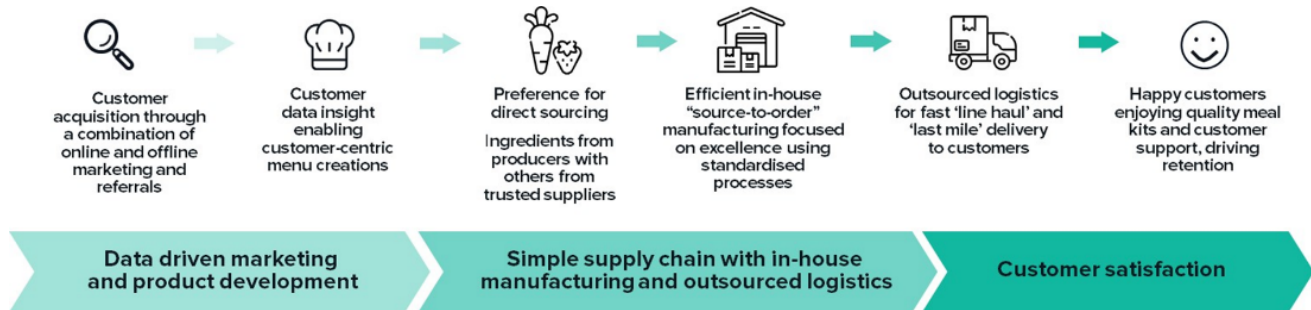 Customer
acquisition through
a combination of
online and offline
marketing and
referrals
Customer
data insight
enabling
customer-centric
menu creations
Preference for
direct sourcing
Ingredients from
producers with
others from
trusted suppliers
Efficient in-house
“source-to-order”
manufacturing focused
on excellence using
standardised
processes
Outsourced logistics
for fast ‘line haul’ and
‘last mile’ delivery
to customers
Happy customers
enjoying quality meal
kits and customer
support, driving
retention
Data driven marketing
and product development
Simple supply chain with in-house
manufacturing and outsourced logistics
Customer satisfaction